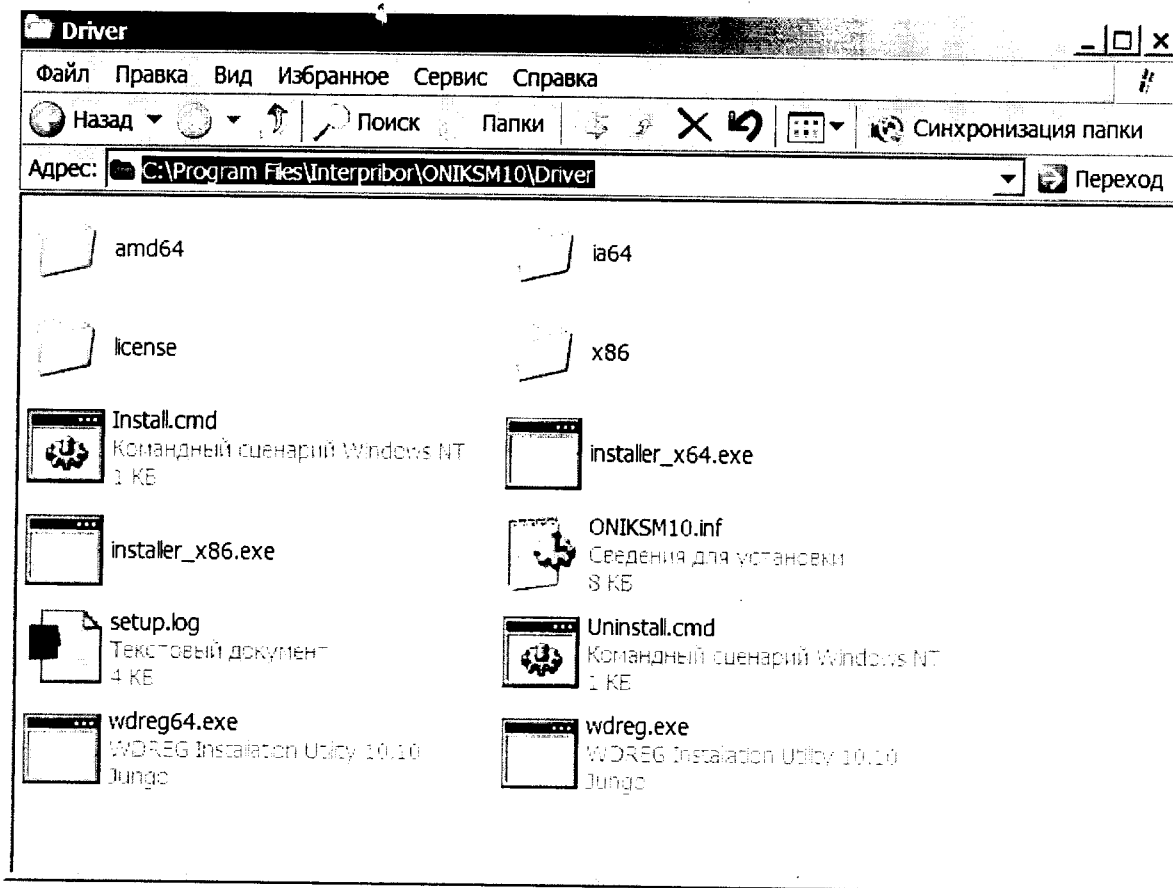 Driver
Файл Правка Вид Избранное Сервис Справка
Назад Поиск Папки Синхронизация папки
Адрес: C:\Program Files\Interpribor\ONIKSM10\Driver Переход
amd64
ia64
license
x86
Install.cmd
Командный сценарий Windows NT
1 КБ
installer_x64.exe
installer_x86.exe
ONIKSM10.inf
Сведения для установки
8 КБ
setup.log
Текстовый документ
4 КБ
Uninstall.cmd
Командный сценарий Windows NT
1 КБ
wdreg64.exe
WDREG Installation Utility 10.10
Jungo
wdreg.exe
WDREG Installation Utility 10.10
Jungo